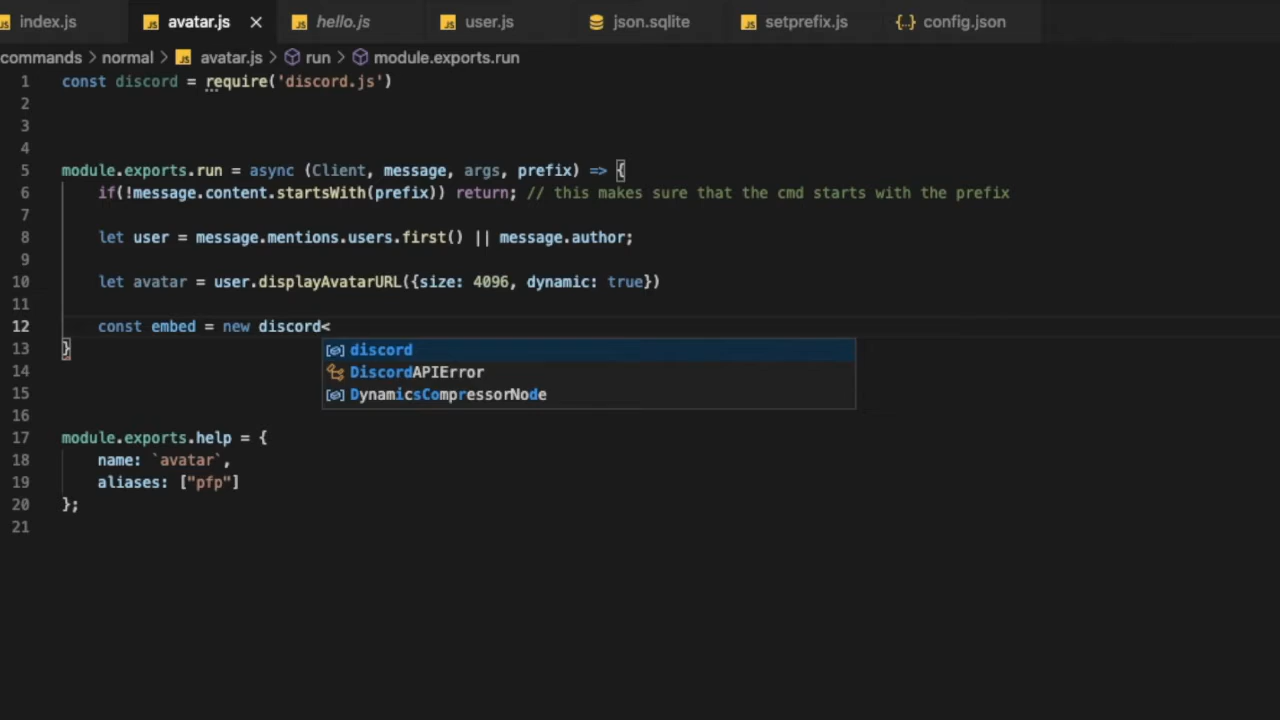 index.js avatar.js hello.js user.js json.sqlite setprefix.js config.json
commands > normal > JS avatar.js > run > module.exports.run
1 const discord = require('discord.js')
2
3
4
5 module.exports.run = async (Client, message, args, prefix) => {
6 if(!message.content.startsWith(prefix)) return; // this makes sure that the cmd starts with the prefix
7
8 let user = message.mentions.users.first() || message.author;
9
10 let avatar = user.displayAvatarURL({size: 4096, dynamic: true})
11
12 const embed = new discord<
13 }
discord
14
DiscordAPIError
15
DynamicsCompressorNode
16
17 module.exports.help = {
18 name: `avatar`,
19 aliases: ["pfp"]
20 };
21